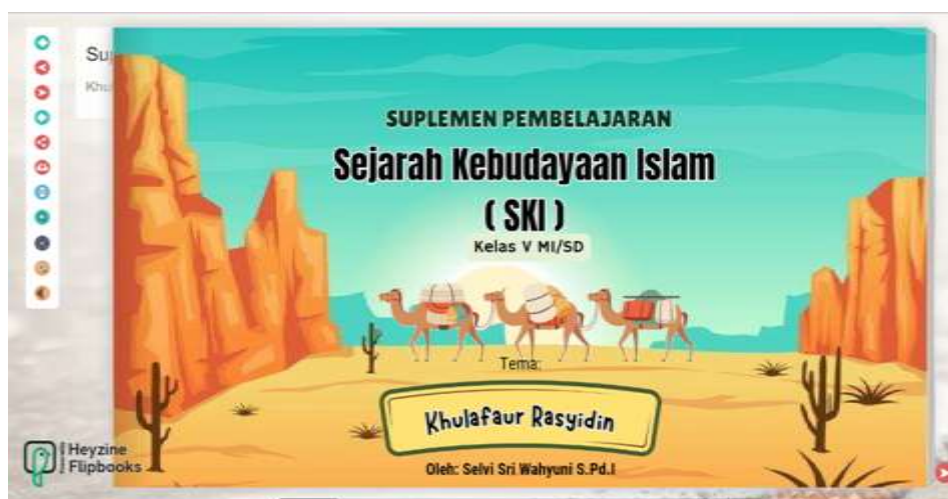 SUPLEMEN PEMBELAJARAN
Sejarah Kebudayaan Islam
( SKI )
Kelas V MI/SD
Tema:
Khulafaur Rasyidin
Oleh: Selvi Sri Wahyuni S.Pd.I
Heyzine
Flipbooks